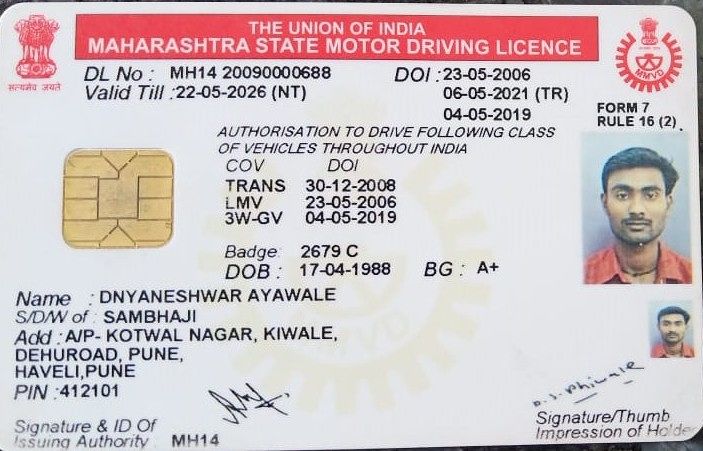 THE UNION OF INDIA
MAHARASHTRA STATE MOTOR DRIVING LICENCE
सत्यमेव जयते
MMVD
DL No : MH14 20090000688 DOI : 23-05-2006
Valid Till : 22-05-2026 (NT) 06-05-2021 (TR)
04-05-2019
FORM 7
RULE 16 (2)
AUTHORISATION TO DRIVE FOLLOWING CLASS
OF VEHICLES THROUGHOUT INDIA
COV DOI
TRANS 30-12-2008
LMV 23-05-2006
3W-GV 04-05-2019
Badge: 2679 C
DOB : 17-04-1988 BG : A+
Name : DNYANESHWAR AYAWALE
S/D/W of : SAMBHAJI
Add : A/P- KOTWAL NAGAR, KIWALE,
DEHUROAD, PUNE,
HAVELI,PUNE
PIN :412101
Signature & ID Of
Issuing Authority : MH14
Signature/Thumb
Impression of Holder